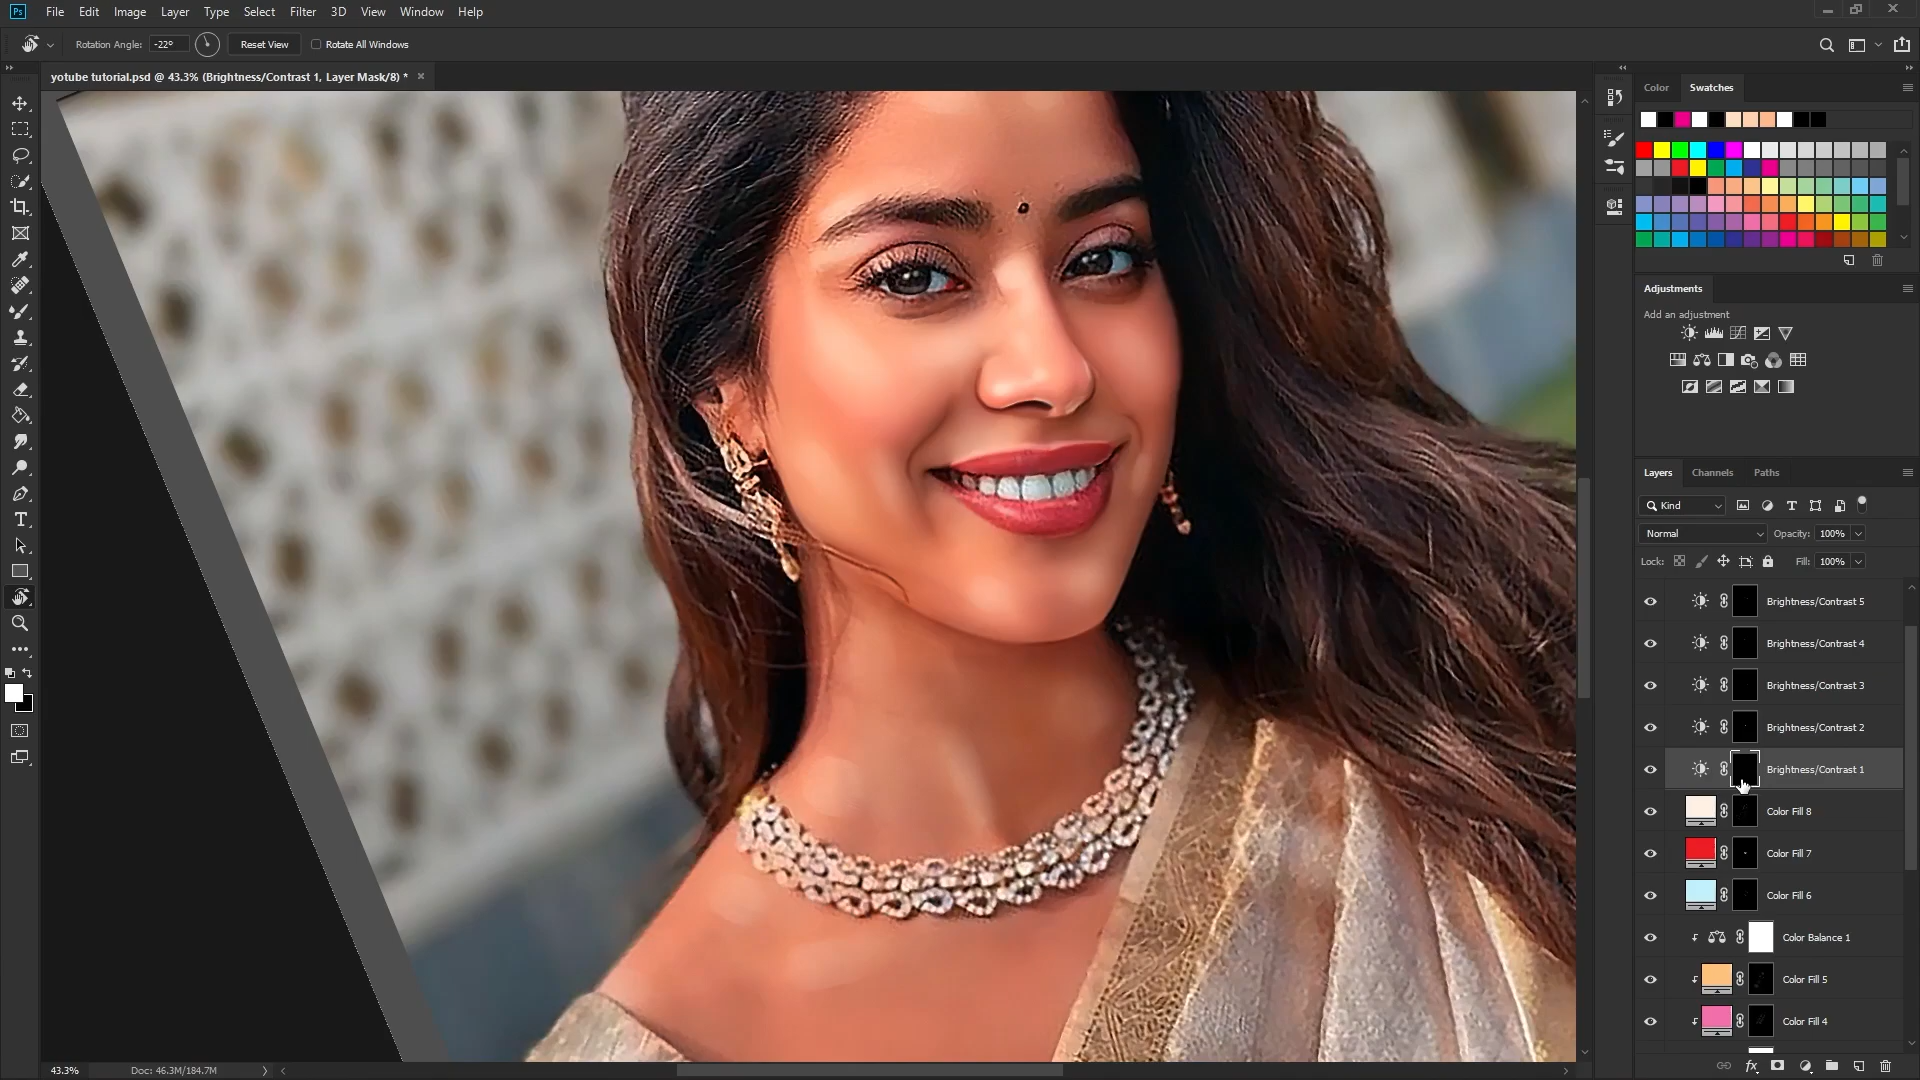 Ps File Edit Image Layer Type Select Filter 3D View Window Help
Rotation Angle: -22° Reset View Rotate All Windows
yotube tutorial.psd @ 43.3% (Brightness/Contrast 1, Layer Mask/8) * ×
Color Swatches
Adjustments
Add an adjustment
Layers Channels Paths
Kind
Normal Opacity: 100%
Lock: Fill: 100%
Brightness/Contrast 5
Brightness/Contrast 4
Brightness/Contrast 3
Brightness/Contrast 2
Brightness/Contrast 1
Color Fill 8
Color Fill 7
Color Fill 6
Color Balance 1
Color Fill 5
Color Fill 4
43.3% Doc: 46.3M/184.7M
fx